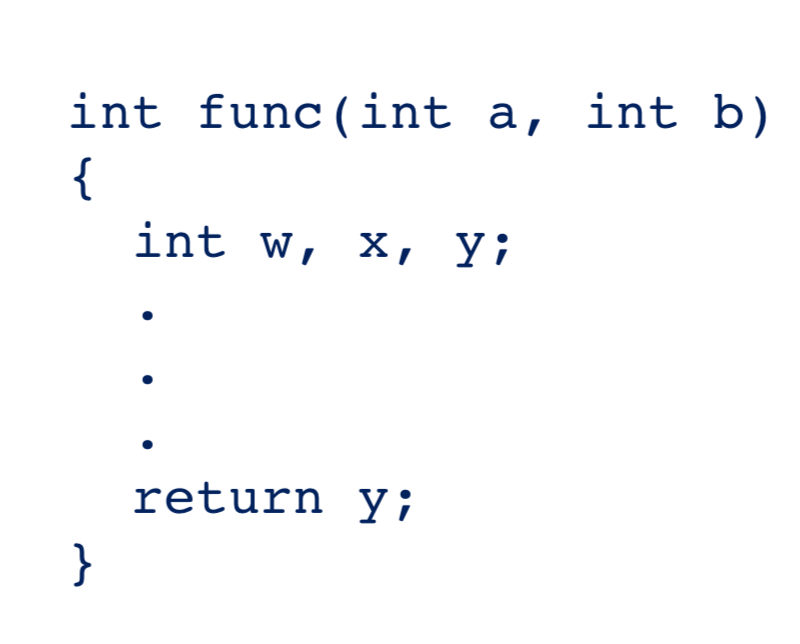 int func(int a, int b)
{
  int w, x, y;
  .
  .
  .
  return y;
}